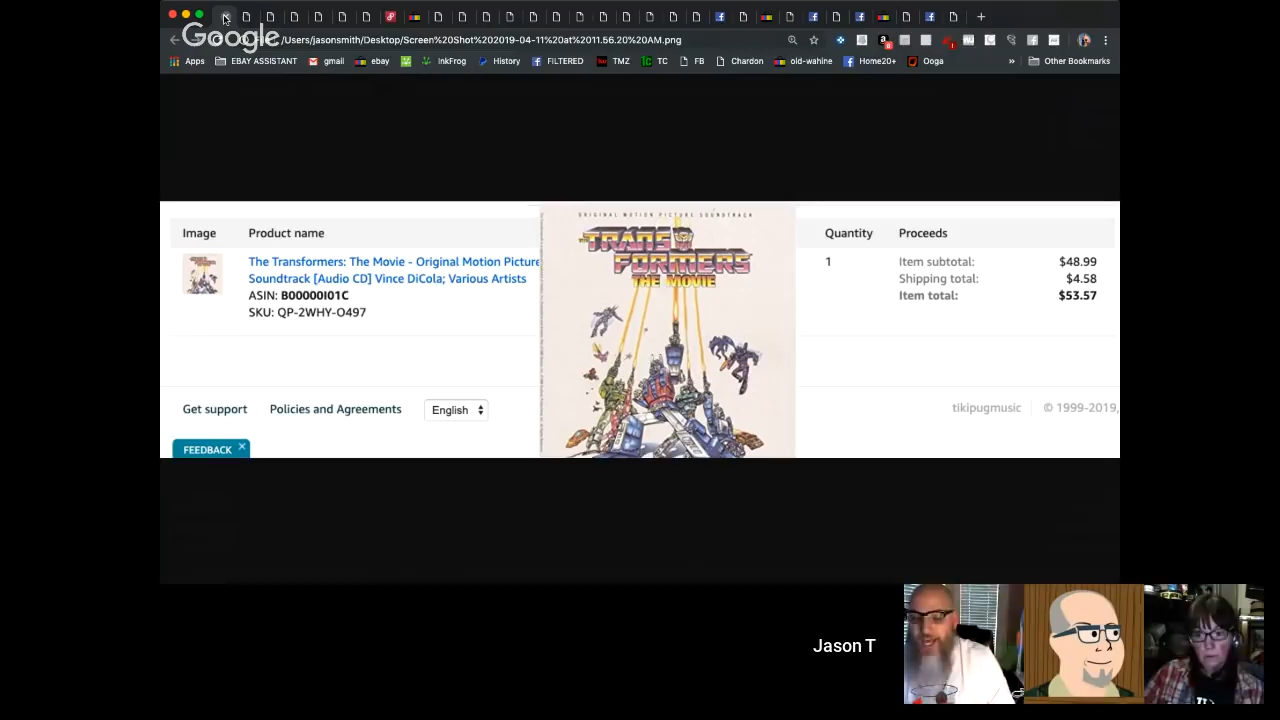 Google
/Users/jasonsmith/Desktop/Screen%20Shot%202019-04-11%20at%2011.56.20%20AM.png
Apps EBAY ASSISTANT gmail ebay InkFrog History FILTERED TMZ TC FB Chardon old-wahine Home20+ Ooga » Other Bookmarks
Image Product name Quantity Proceeds
The Transformers: The Movie - Original Motion Picture
Soundtrack [Audio CD] Vince DiCola; Various Artists
ASIN: B00000I01C
SKU: QP-2WHY-O497
ORIGINAL MOTION PICTURE SOUNDTRACK
THE TRANSFORMERS
THE MOVIE
1 Item subtotal: $48.99
Shipping total: $4.58
Item total: $53.57
Get support Policies and Agreements English tikipugmusic © 1999-2019,
FEEDBACK ×
Jason T